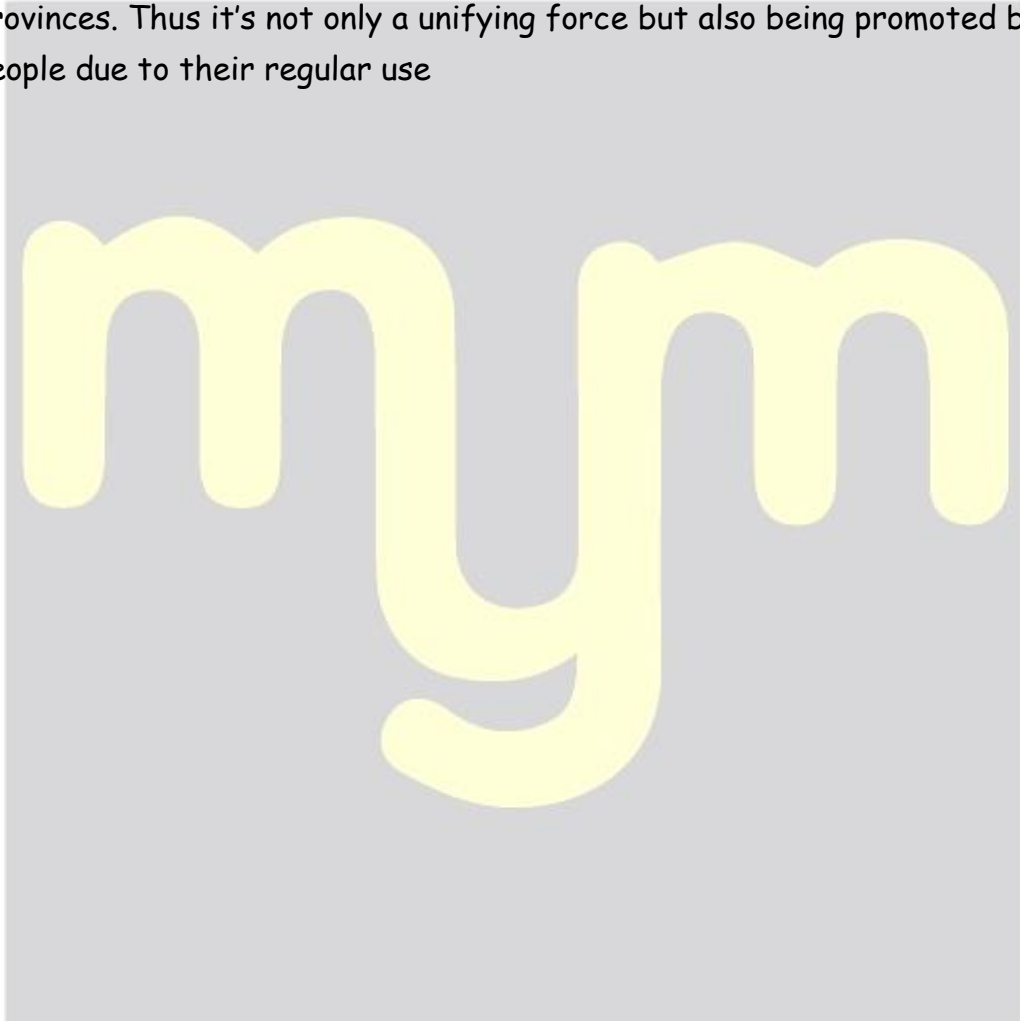 rovinces. Thus it's not only a unifying force but also being promoted b
eople due to their regular use
mym